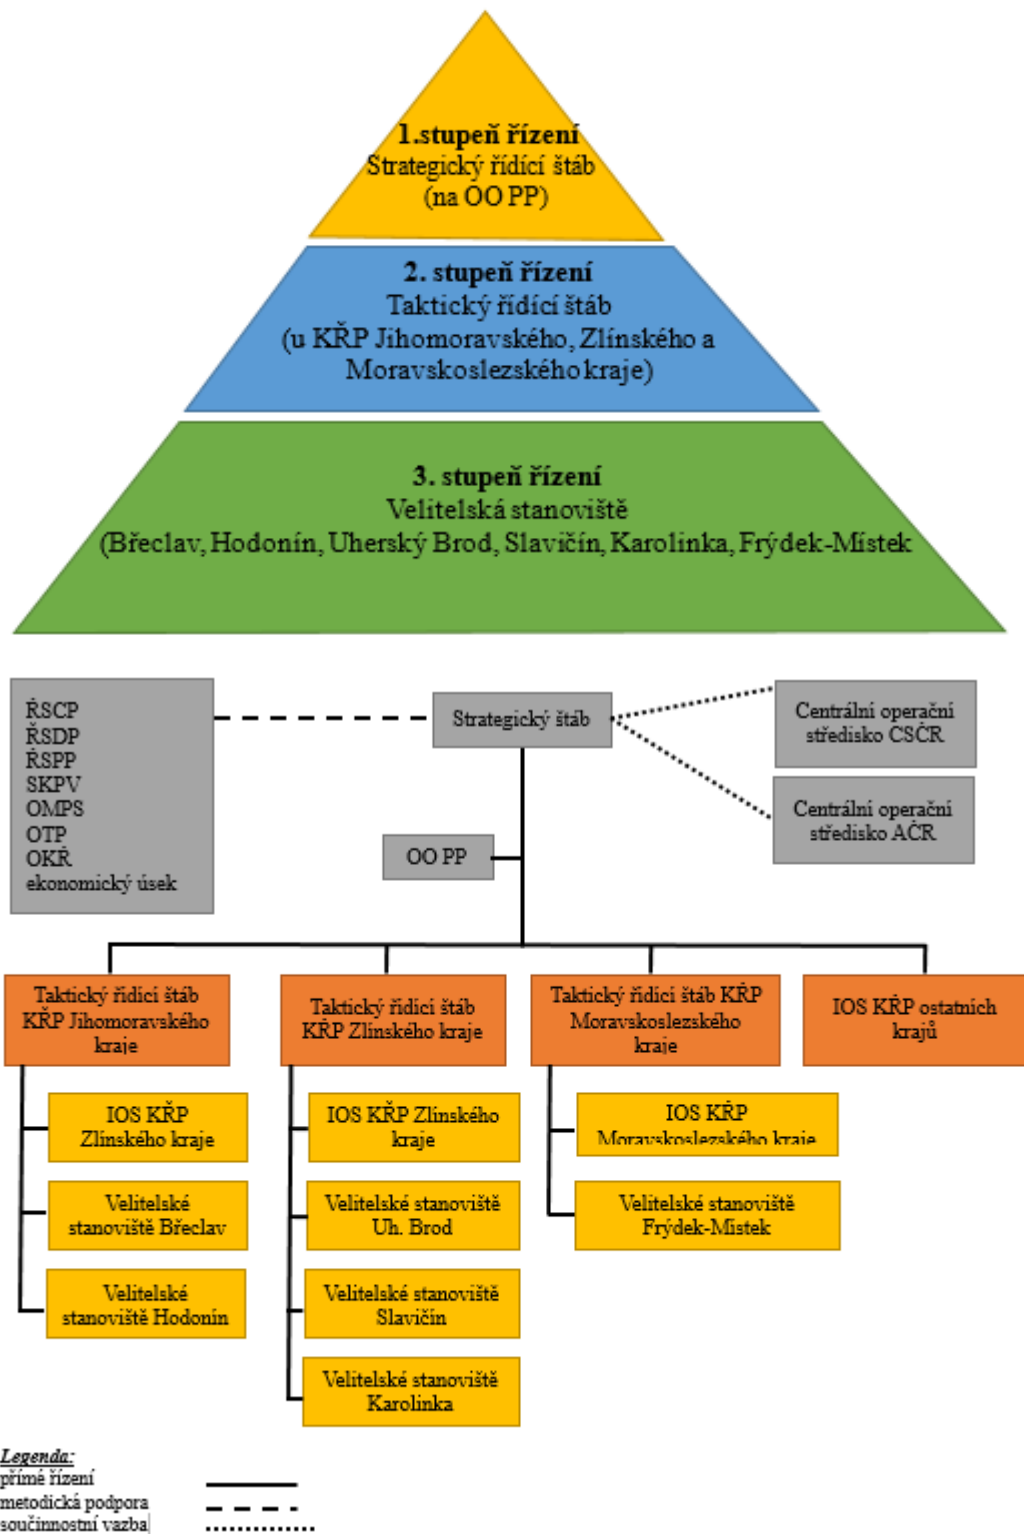 1.stupeň řízení
Strategický řídící štáb
(na OO PP)
2. stupeň řízení
Taktický řídící štáb
(u KŘP Jihomoravského, Zlínského a
Moravskoslezského kraje)
3. stupeň řízení
Velitelská stanoviště
(Břeclav, Hodonín, Uherský Brod, Slavičín, Karolinka, Frýdek-Místek
ŘSCP
ŘSDP
ŘSPP
SKPV
OMPS
OTP
OKŘ
ekonomický úsek
Strategický štáb
Centrální operační
středisko CSČR
Centrální operační
středisko AČR
OO PP
Taktický řídící štáb
KŘP Jihomoravského
kraje
Taktický řídící štáb
KŘP Zlínského kraje
Taktický řídící štáb KŘP
Moravskoslezského
kraje
IOS KŘP ostatních
krajů
IOS KŘP
Zlínského kraje
Velitelské
stanoviště Břeclav
Velitelské
stanoviště Hodonín
IOS KŘP Zlínského
kraje
Velitelské stanoviště
Uh. Brod
Velitelské stanoviště
Slavičín
Velitelské stanoviště
Karolinka
IOS KŘP
Moravskoslezského kraje
Velitelské stanoviště
Frýdek-Místek
Legenda:
přímé řízení
metodická podpora
součinnostní vazba